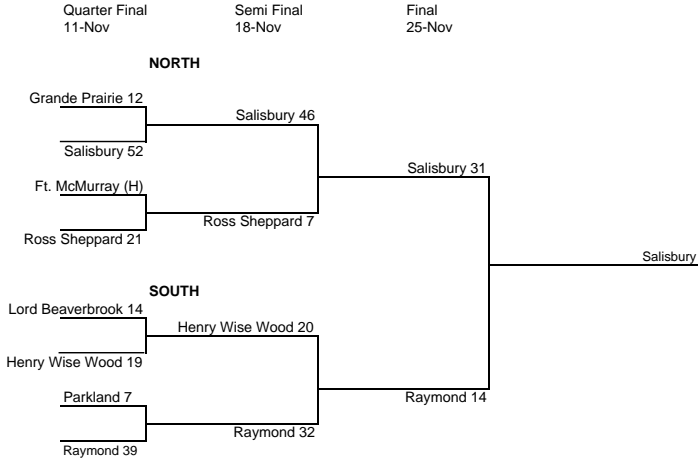 Quarter Final Semi Final Final
11-Nov 18-Nov 25-Nov
NORTH
Grande Prairie 12
Salisbury 46
Salisbury 52
Salisbury 31
Ft. McMurray (H)
Ross Sheppard 7
Ross Sheppard 21
Salisbury
SOUTH
Lord Beaverbrook 14
Henry Wise Wood 20
Henry Wise Wood 19
Parkland 7
Raymond 14
Raymond 32
Raymond 39